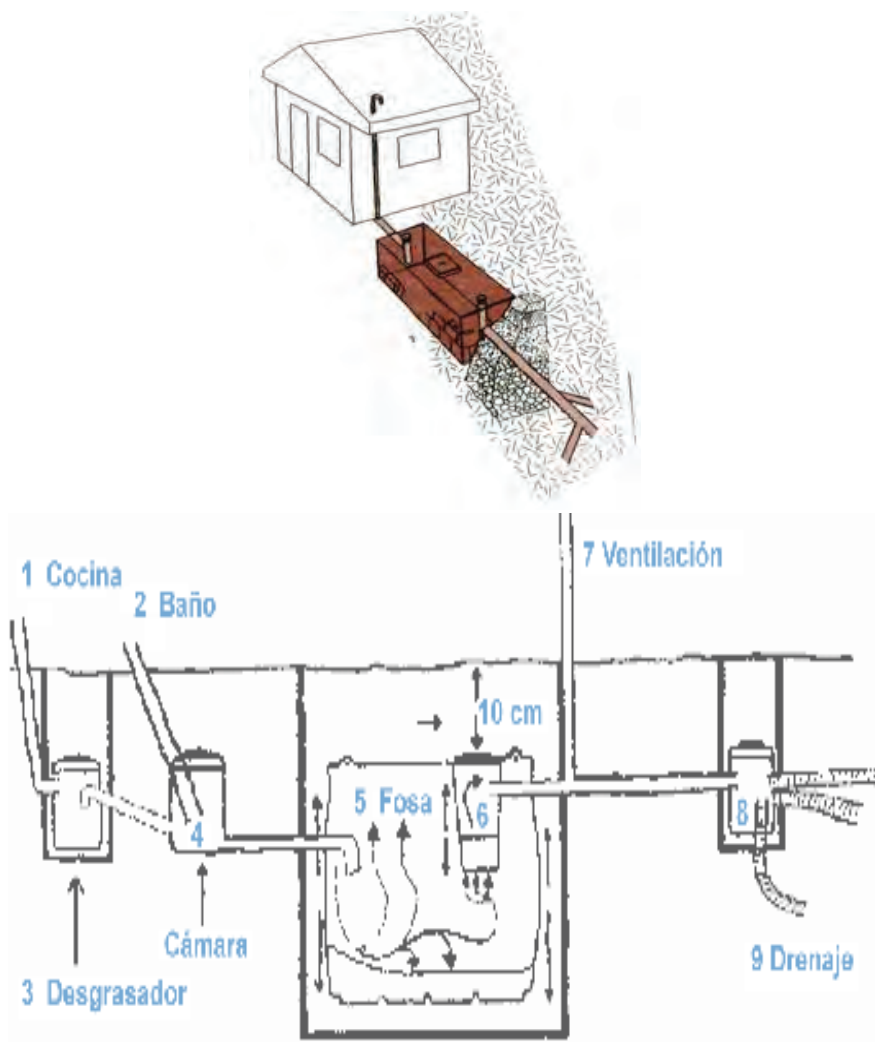 1 Cocina
2 Baño
7 Ventilación
10 cm
5 Fosa
6
4
8
Cámara
3 Desgrasador
9 Drenaje